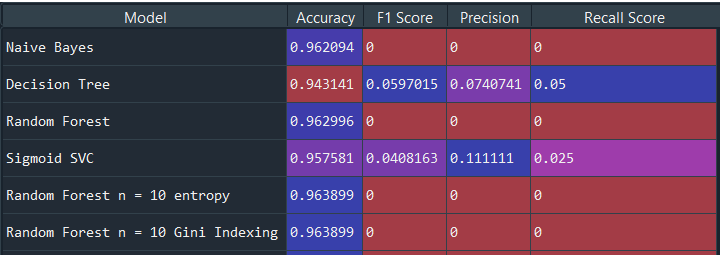 Model Accuracy F1 Score Precision Recall Score
Naive Bayes 0.962094 0 0 0
Decision Tree 0.943141 0.0597015 0.0740741 0.05
Random Forest 0.962996 0 0 0
Sigmoid SVC 0.957581 0.0408163 0.111111 0.025
Random Forest n = 10 entropy 0.963899 0 0 0
Random Forest n = 10 Gini Indexing 0.963899 0 0 0